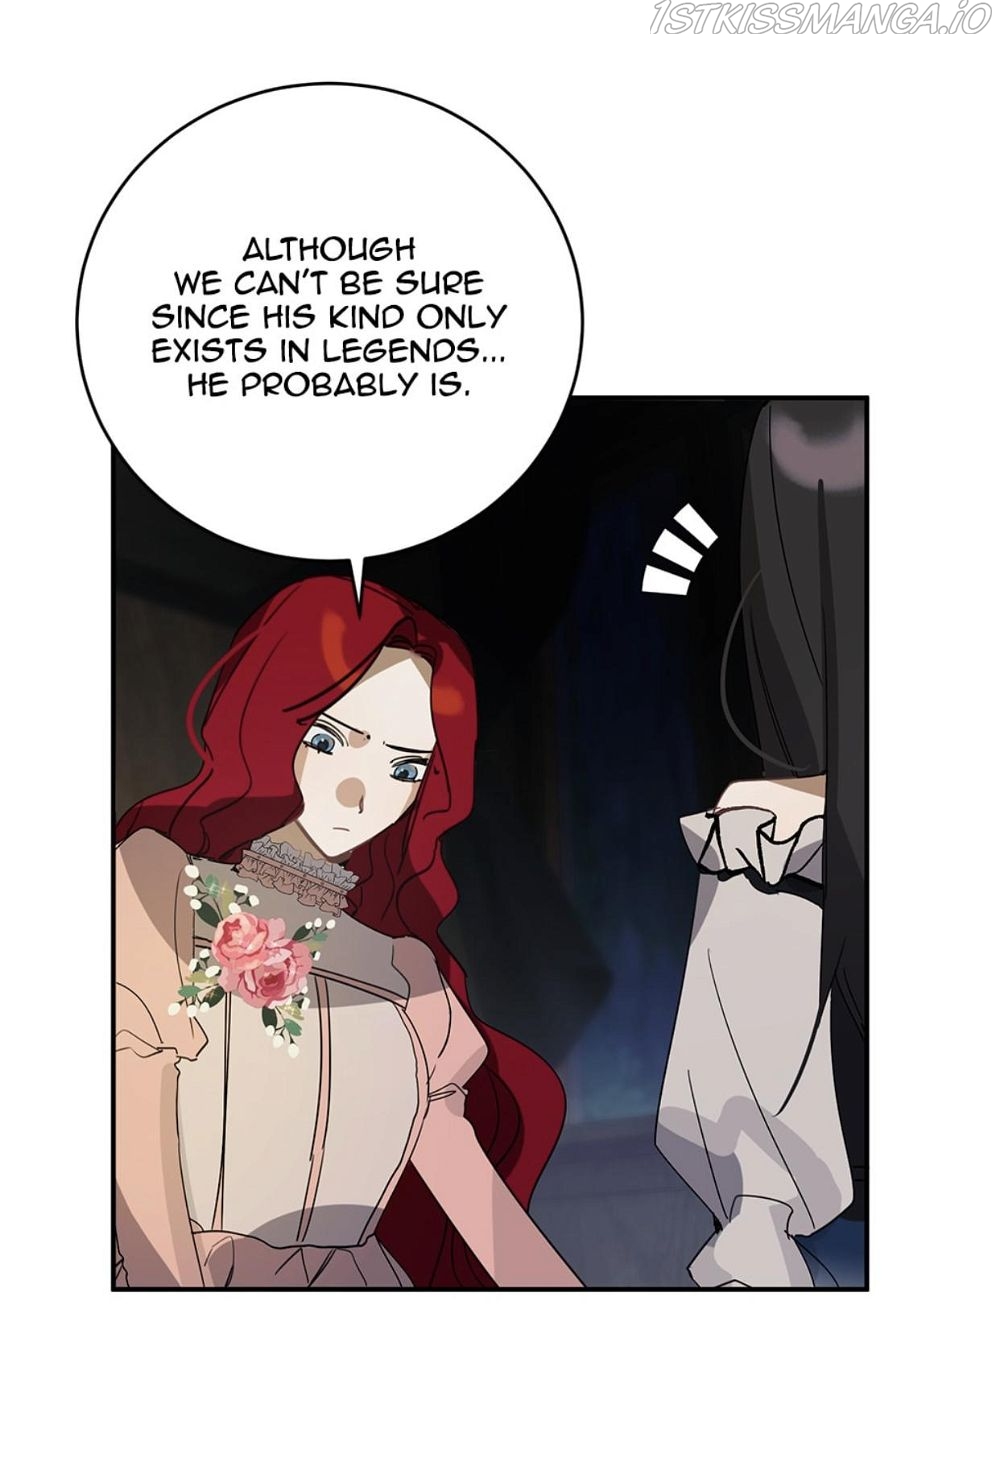 1STKISSMANGA.IO
ALTHOUGH
WE CAN'T BE SURE
SINCE HIS KIND ONLY
EXISTS IN LEGENDS...
HE PROBABLY IS.